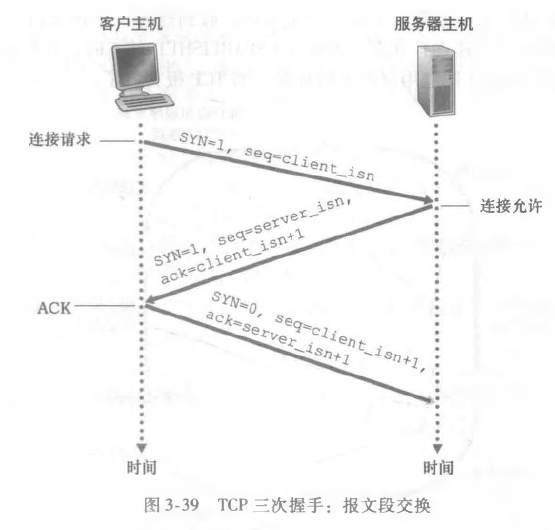 客户主机
服务器主机
连接请求
SYN=1, seq=client_isn
连接允许
SYN=1, seq=server_isn,
ack=client_isn+1
ACK
SYN=0, seq=client_isn+1,
ack=server_isn+1
时间
时间
图 3-39 TCP 三次握手：报文段交换